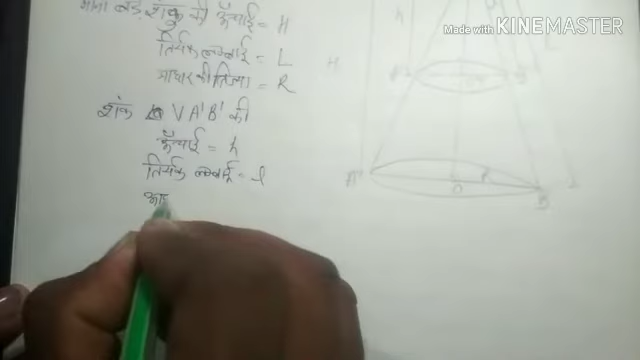 माना बड़े शंकु की ऊँचाई = H
तिर्यक लम्बाई = L
आधार की त्रिज्या = R
शंकु VA'B' की
ऊँचाई = h
तिर्यक लम्बाई = l
आ
h
H
L
A'
B'
A
O
R
B
Made with KINEMASTER